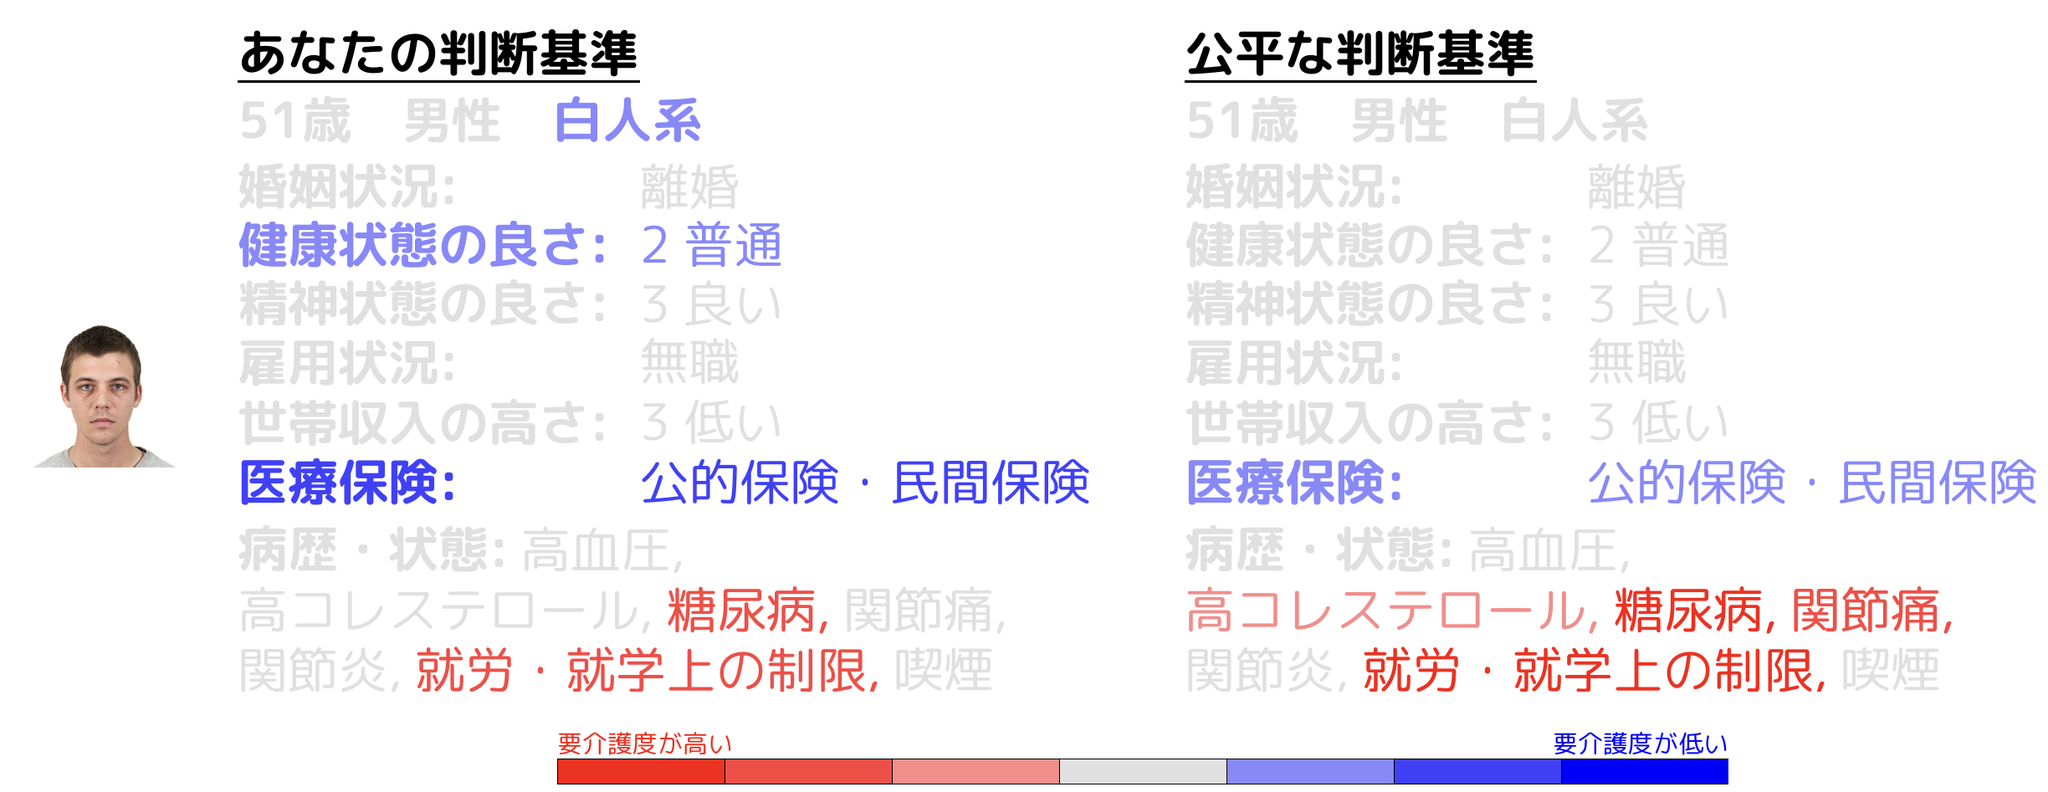 あなたの判断基準
51歳　男性　白人系
婚姻状況: 離婚
健康状態の良さ: 2 普通
精神状態の良さ: 3 良い
雇用状況: 無職
世帯収入の高さ: 3 低い
医療保険: 公的保険・民間保険
病歴・状態: 高血圧,
高コレステロール, 糖尿病, 関節痛,
関節炎, 就労・就学上の制限, 喫煙
公平な判断基準
51歳　男性　白人系
婚姻状況: 離婚
健康状態の良さ: 2 普通
精神状態の良さ: 3 良い
雇用状況: 無職
世帯収入の高さ: 3 低い
医療保険: 公的保険・民間保険
病歴・状態: 高血圧,
高コレステロール, 糖尿病, 関節痛,
関節炎, 就労・就学上の制限, 喫煙
要介護度が高い
要介護度が低い